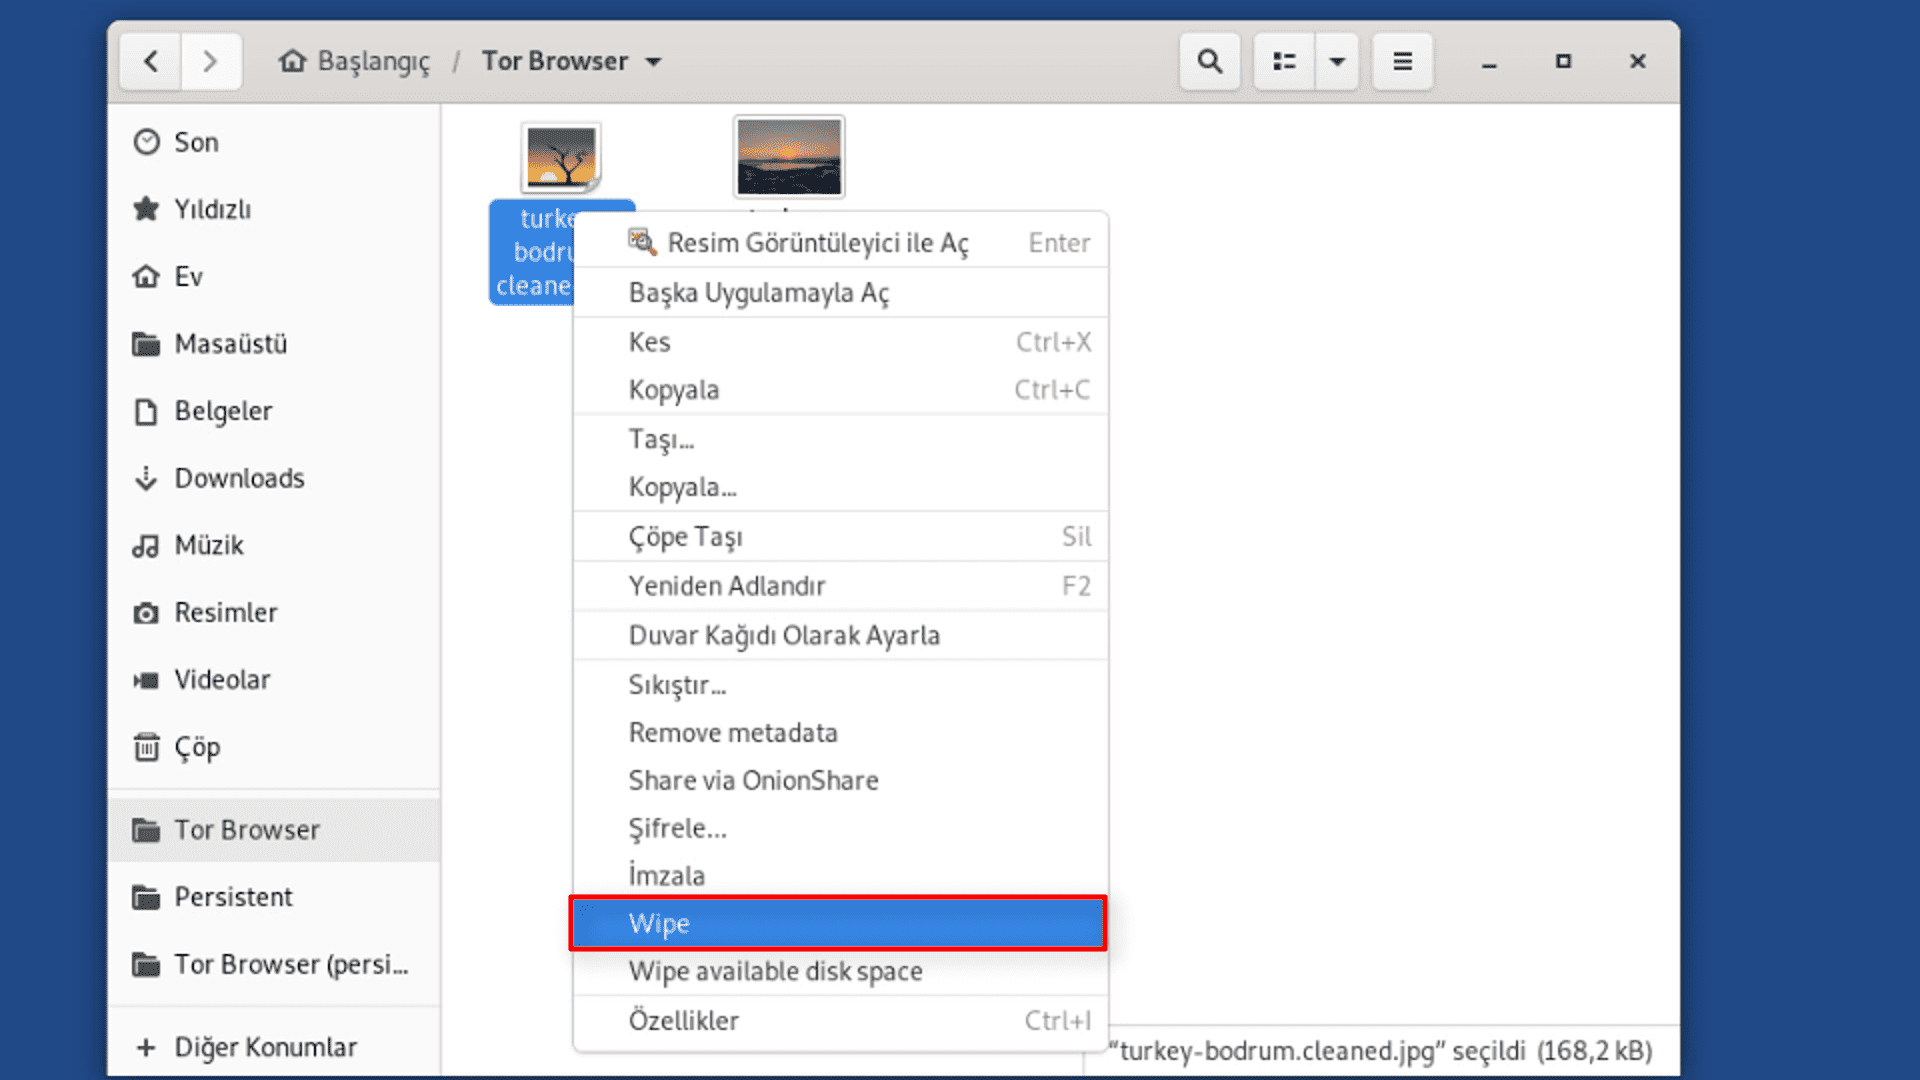 Başlangıç / Tor Browser
Son
Yıldızlı
Ev
Masaüstü
Belgeler
Downloads
Müzik
Resimler
Videolar
Çöp
Tor Browser
Persistent
Tor Browser (persi...
+ Diğer Konumlar
Resim Görüntüleyici ile Aç Enter
Başka Uygulamayla Aç
Kes Ctrl+X
Kopyala Ctrl+C
Taşı...
Kopyala...
Çöpe Taşı Sil
Yeniden Adlandır F2
Duvar Kağıdı Olarak Ayarla
Sıkıştır...
Remove metadata
Share via OnionShare
Şifrele...
İmzala
Wipe
Wipe available disk space
Özellikler Ctrl+I
"turkey-bodrum.cleaned.jpg" seçildi (168,2 kB)